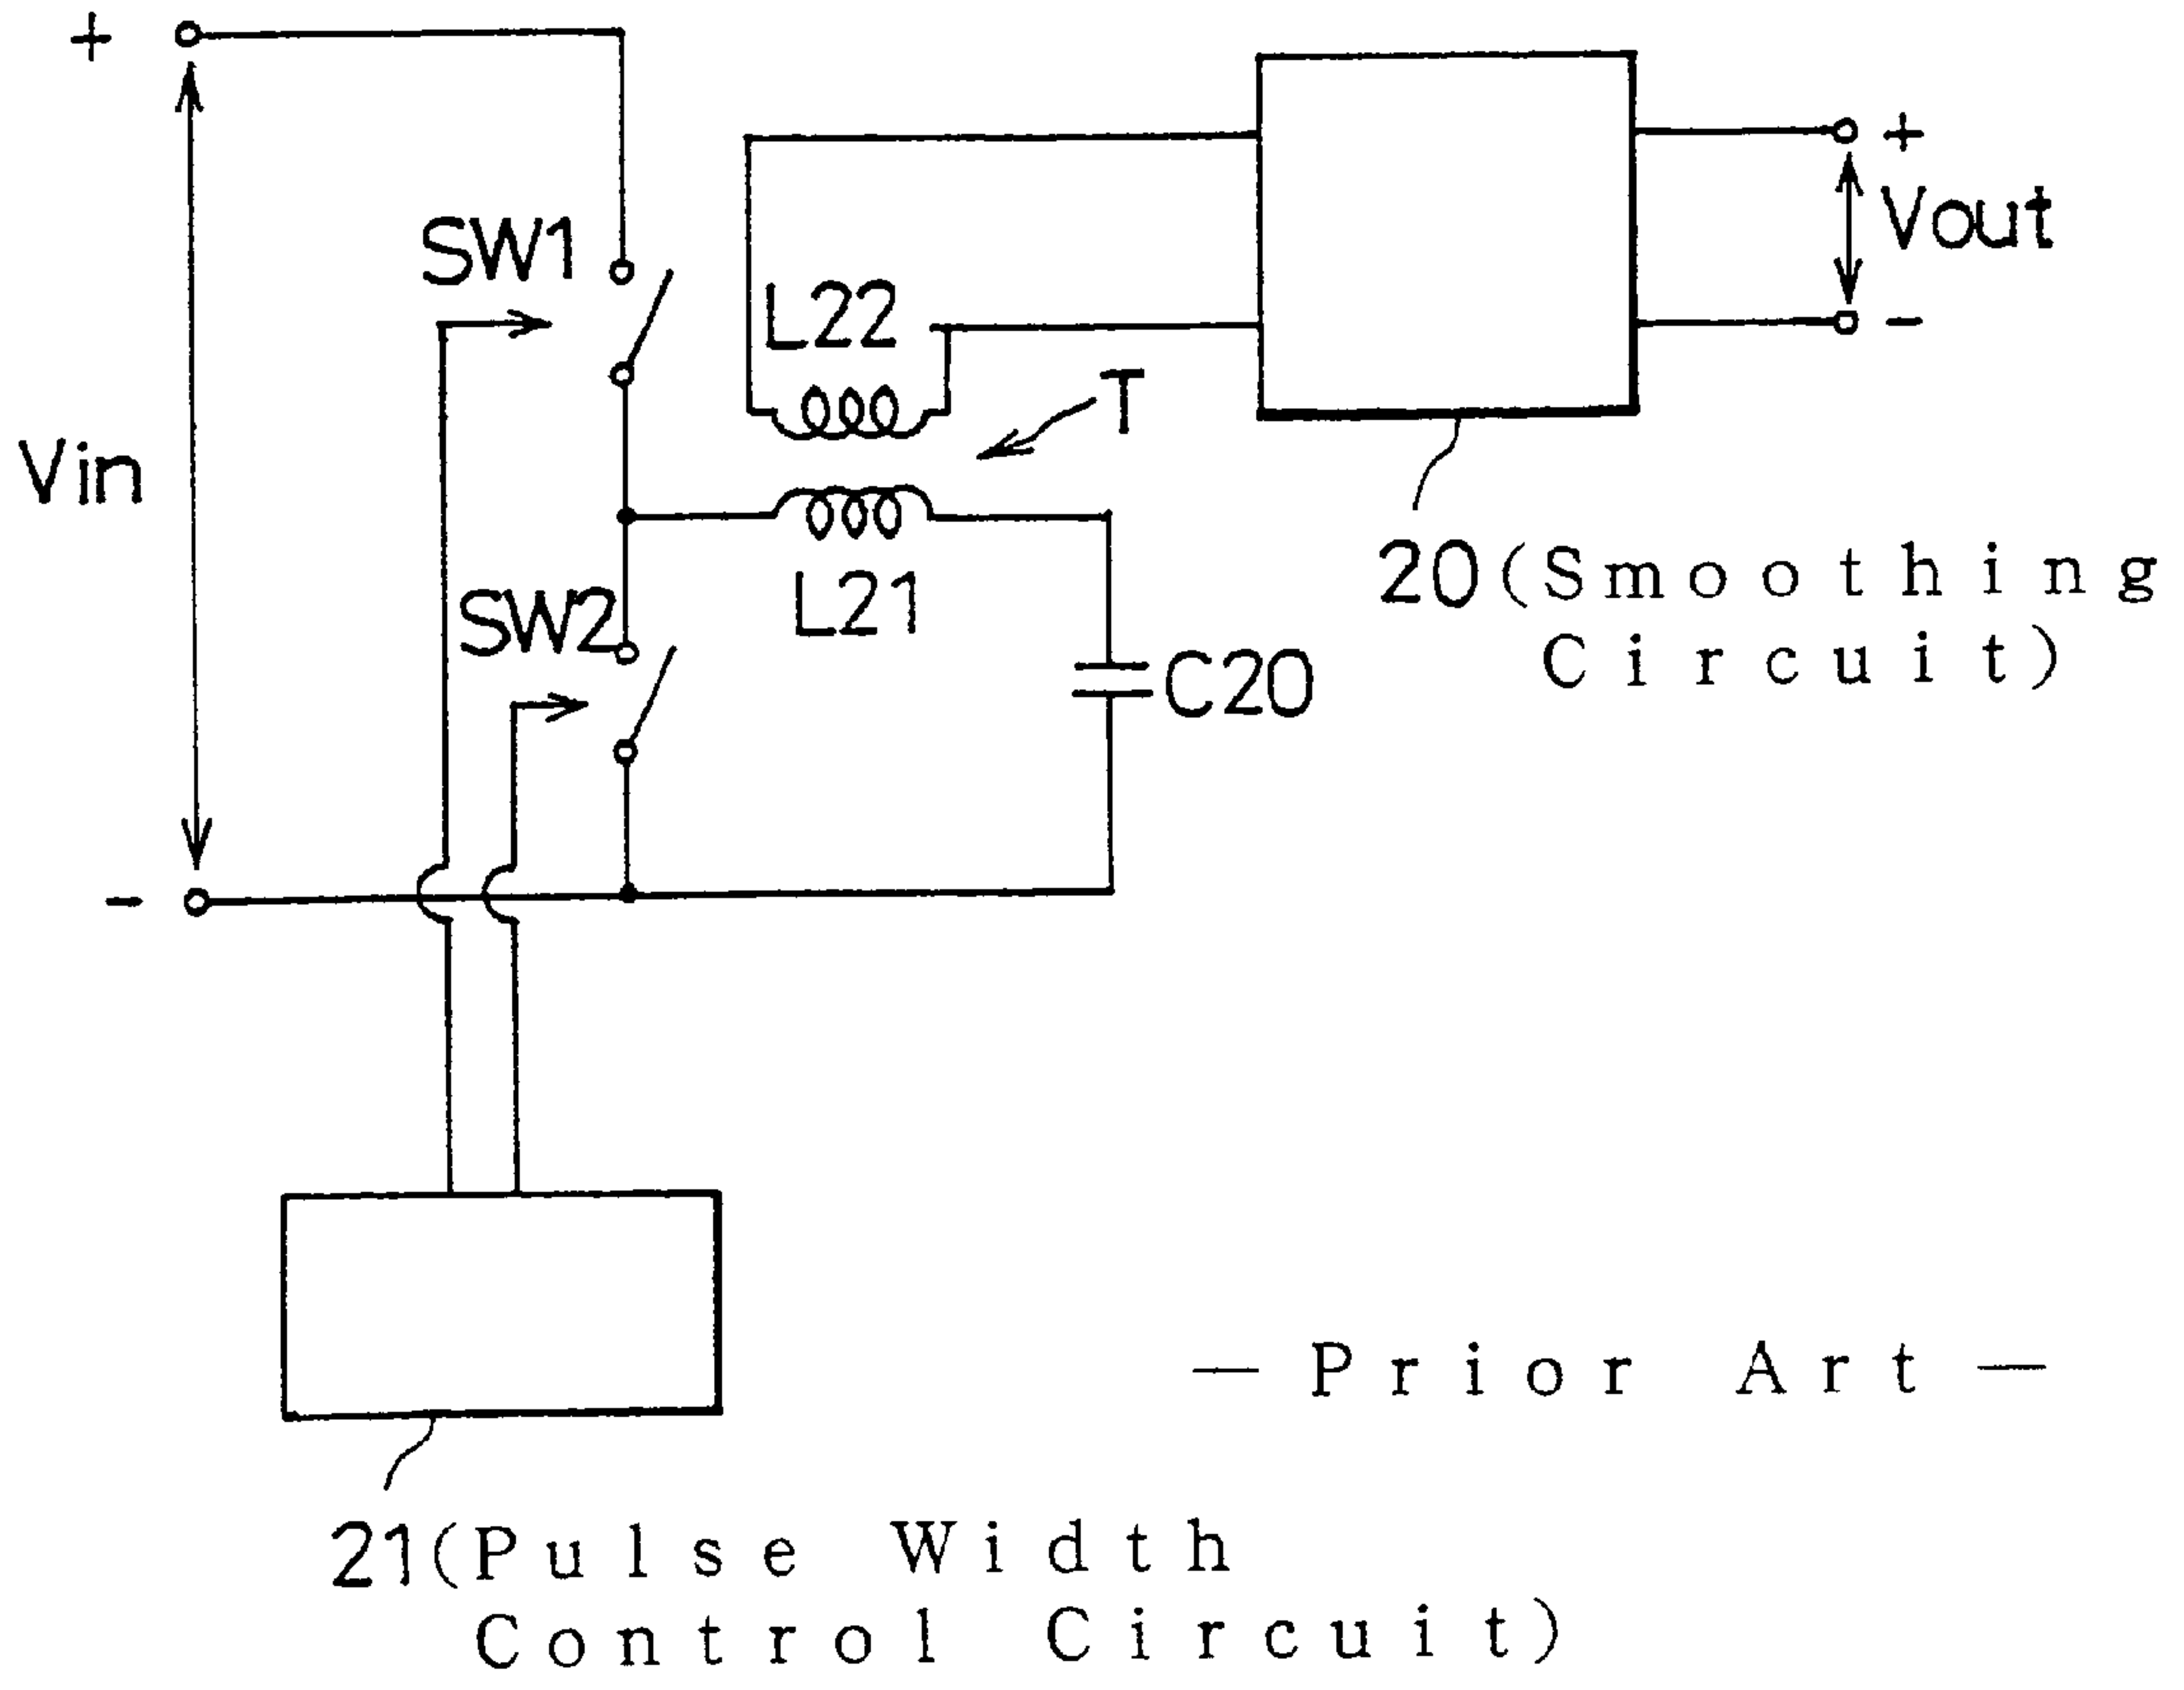 +
+
Vout
-
SW1
L22
T
Vin
20(Smoothing
Circuit)
L21
SW2
C20
-
— Prior Art —
21(Pulse Width
Control Circuit)